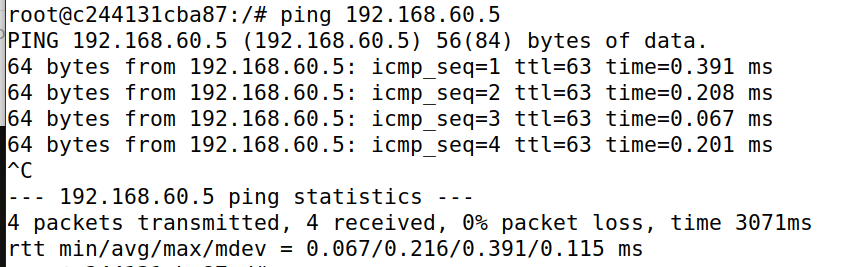 root@c244131cba87:/# ping 192.168.60.5
PING 192.168.60.5 (192.168.60.5) 56(84) bytes of data.
64 bytes from 192.168.60.5: icmp_seq=1 ttl=63 time=0.391 ms
64 bytes from 192.168.60.5: icmp_seq=2 ttl=63 time=0.208 ms
64 bytes from 192.168.60.5: icmp_seq=3 ttl=63 time=0.067 ms
64 bytes from 192.168.60.5: icmp_seq=4 ttl=63 time=0.201 ms
^C
--- 192.168.60.5 ping statistics ---
4 packets transmitted, 4 received, 0% packet loss, time 3071ms
rtt min/avg/max/mdev = 0.067/0.216/0.391/0.115 ms